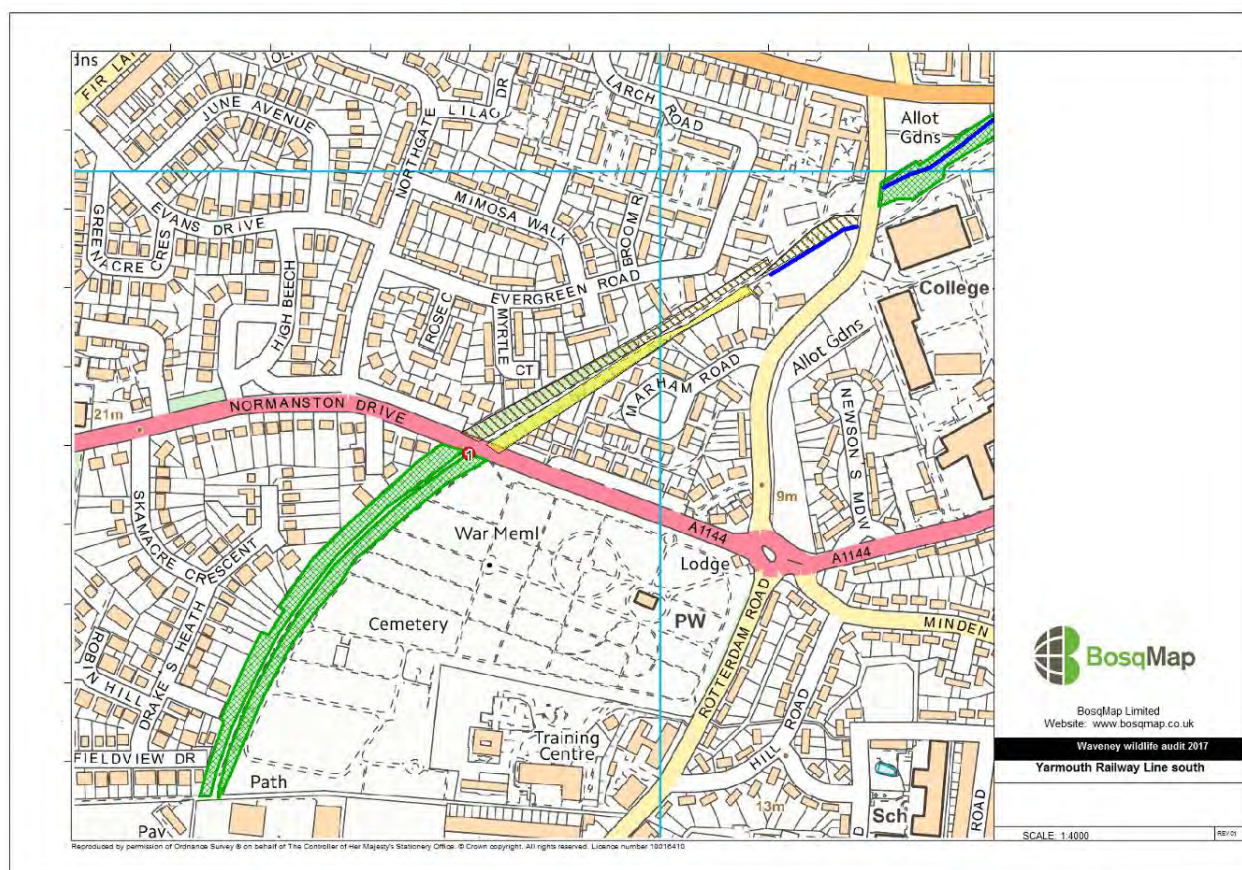 FIR LA
JUNE AVENUE
NORTHGATE
LILAC DR
LARCH ROAD
Allot
Gdns
EVANS DRIVE
GREENACRE CRES
MIMOSA WALK
BROOM R
HIGH BEECH
ROSE C
MYRTLE
CT
EVERGREEN ROAD
College
21m
NORMANSTON DRIVE
MARHAM ROAD
Allot Gdns
NEWSON'S MDW
1
9m
SKAMACRE CRESCENT
War Meml
A1144
A1144
Lodge
Cemetery
PW
MINDEN
ROBIN HILL
DRAKE'S HEATH
ROTTERDAM ROAD
HILL ROAD
FIELDVIEW DR
Path
Training
Centre
13m
Sch
ROAD
Pav
BosqMap
BosqMap Limited
Website: www.bosqmap.co.uk
Waveney wildlife audit 2017
Yarmouth Railway Line south
SCALE 1:4000
REV 01
Reproduced by permission of Ordnance Survey ® on behalf of The Controller of Her Majesty's Stationery Office. © Crown copyright. All rights reserved. Licence number 19016410